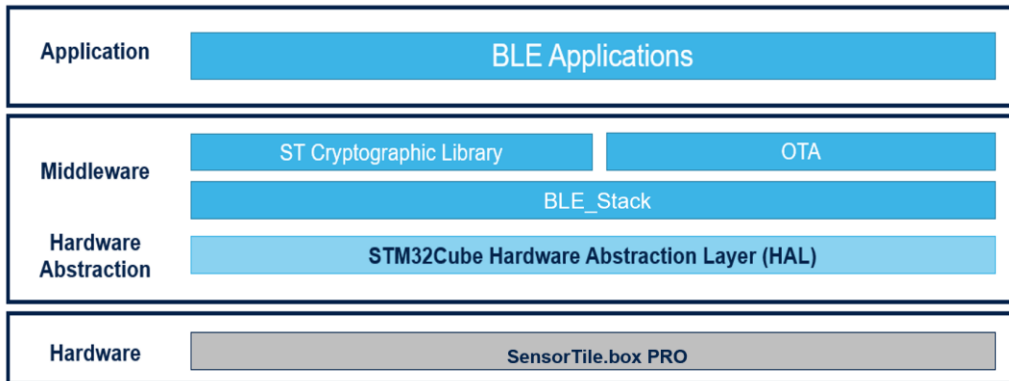 Application
BLE Applications
Middleware
ST Cryptographic Library
OTA
BLE_Stack
Hardware
Abstraction
STM32Cube Hardware Abstraction Layer (HAL)
Hardware
SensorTile.box PRO